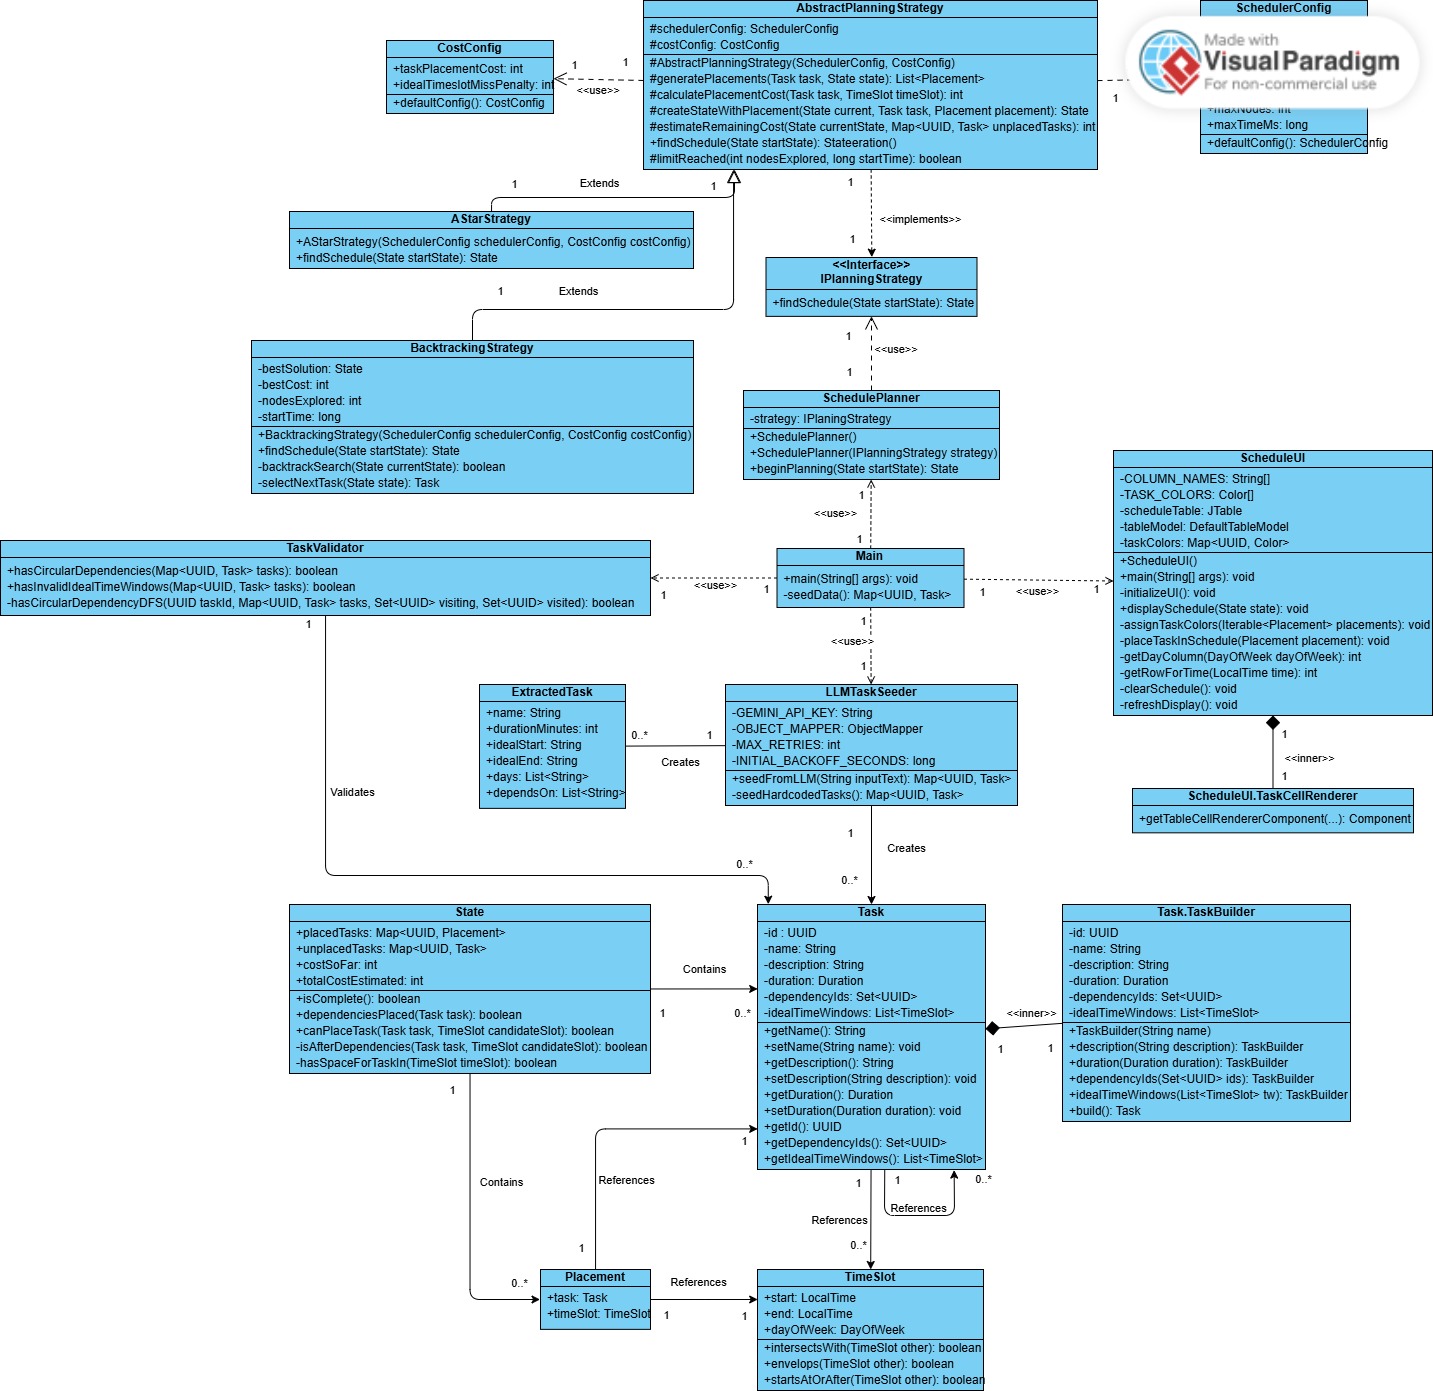 AbstractPlanningStrategy
#schedulerConfig: SchedulerConfig
#costConfig: CostConfig
#AbstractPlanningStrategy(SchedulerConfig, CostConfig)
#generatePlacements(Task task, State state): List<Placement>
#calculatePlacementCost(Task task, TimeSlot timeSlot): int
#createStateWithPlacement(State current, Task task, Placement placement): State
#estimateRemainingCost(State currentState, Map<UUID, Task> unplacedTasks): int
+findSchedule(State startState): Stateeration()
#limitReached(int nodesExplored, long startTime): boolean
SchedulerConfig
Made with
Visual Paradigm
For non-commercial use
maxNodes: int
+maxTimeMs: long
+defaultConfig(): SchedulerConfig
CostConfig
+taskPlacementCost: int
+idealTimeslotMissPenalty: int
+defaultConfig(): CostConfig
1
1
<<use>>
1
1
Extends
1
1
<<implements>>
1
AStarStrategy
+AStarStrategy(SchedulerConfig schedulerConfig, CostConfig costConfig)
+findSchedule(State startState): State
<<Interface>>
IPlanningStrategy
+findSchedule(State startState): State
1
Extends
1
<<use>>
1
BacktrackingStrategy
-bestSolution: State
-bestCost: int
-nodesExplored: int
-startTime: long
+BacktrackingStrategy(SchedulerConfig schedulerConfig, CostConfig costConfig)
+findSchedule(State startState): State
-backtrackSearch(State currentState): boolean
-selectNextTask(State state): Task
SchedulePlanner
-strategy: IPlaningStrategy
+SchedulePlanner()
+SchedulePlanner(IPlanningStrategy strategy)
+beginPlanning(State startState): State
1
<<use>>
1
ScheduleUI
-COLUMN_NAMES: String[]
-TASK_COLORS: Color[]
-scheduleTable: JTable
-tableModel: DefaultTableModel
-taskColors: Map<UUID, Color>
+ScheduleUI()
+main(String[] args): void
-initializeUI(): void
+displaySchedule(State state): void
-assignTaskColors(Iterable<Placement> placements): void
-placeTaskInSchedule(Placement placement): void
-getDayColumn(DayOfWeek dayOfWeek): int
-getRowForTime(LocalTime time): int
-clearSchedule(): void
-refreshDisplay(): void
TaskValidator
+hasCircularDependencies(Map<UUID, Task> tasks): boolean
+hasInvalidIdealTimeWindows(Map<UUID, Task> tasks): boolean
-hasCircularDependencyDFS(UUID taskId, Map<UUID, Task> tasks, Set<UUID> visiting, Set<UUID> visited): boolean
Main
+main(String[] args): void
-seedData(): Map<UUID, Task>
1
<<use>>
1
1
<<use>>
1
1
<<use>>
1
1
Validates
0..*
ExtractedTask
+name: String
+durationMinutes: int
+idealStart: String
+idealEnd: String
+days: List<String>
+dependsOn: List<String>
0..*
1
Creates
LLMTaskSeeder
-GEMINI_API_KEY: String
-OBJECT_MAPPER: ObjectMapper
-MAX_RETRIES: int
-INITIAL_BACKOFF_SECONDS: long
+seedFromLLM(String inputText): Map<UUID, Task>
-seedHardcodedTasks(): Map<UUID, Task>
1
<<inner>>
1
ScheduleUI.TaskCellRenderer
+getTableCellRendererComponent(...): Component
1
Creates
0..*
State
+placedTasks: Map<UUID, Placement>
+unplacedTasks: Map<UUID, Task>
+costSoFar: int
+totalCostEstimated: int
+isComplete(): boolean
+dependenciesPlaced(Task task): boolean
+canPlaceTask(Task task, TimeSlot candidateSlot): boolean
-isAfterDependencies(Task task, TimeSlot candidateSlot): boolean
-hasSpaceForTaskIn(TimeSlot timeSlot): boolean
Contains
1
0..*
Task
-id : UUID
-name: String
-description: String
-duration: Duration
-dependencyIds: Set<UUID>
-idealTimeWindows: List<TimeSlot>
+getName(): String
+setName(String name): void
+getDescription(): String
+setDescription(String description): void
+getDuration(): Duration
+setDuration(Duration duration): void
+getId(): UUID
+getDependencyIds(): Set<UUID>
+getIdealTimeWindows(): List<TimeSlot>
<<inner>>
1
1
Task.TaskBuilder
-id: UUID
-name: String
-description: String
-duration: Duration
-dependencyIds: Set<UUID>
-idealTimeWindows: List<TimeSlot>
+TaskBuilder(String name)
+description(String description): TaskBuilder
+duration(Duration duration): TaskBuilder
+dependencyIds(Set<UUID> ids): TaskBuilder
+idealTimeWindows(List<TimeSlot> tw): TaskBuilder
+build(): Task
1
Contains
0..*
1
References
1
1
References
0..*
1
References
0..*
Placement
+task: Task
+timeSlot: TimeSlot
References
1
1
TimeSlot
+start: LocalTime
+end: LocalTime
+dayOfWeek: DayOfWeek
+intersectsWith(TimeSlot other): boolean
+envelops(TimeSlot other): boolean
+startsAtOrAfter(TimeSlot other): boolean